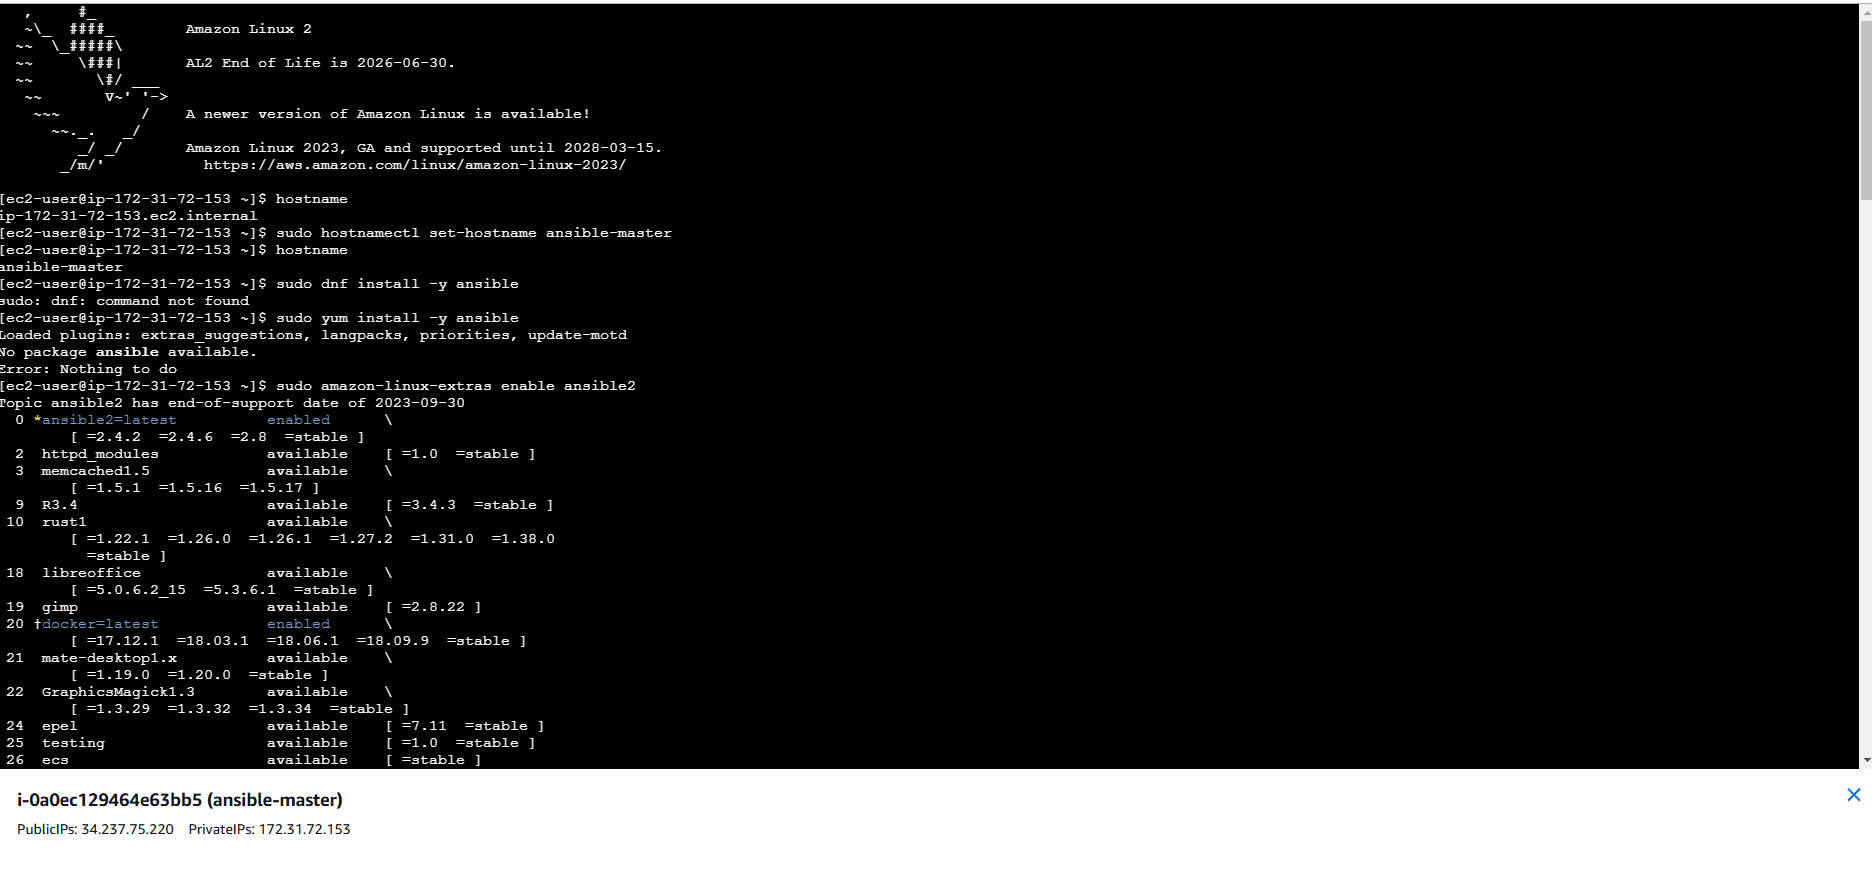 ,     #_
   ~\_  ####_        Amazon Linux 2
  ~~  \_#####\
  ~~     \###|       AL2 End of Life is 2026-06-30.
  ~~       \#/ ___
   ~~       V~' '->
    ~~~         /    A newer version of Amazon Linux is available!
      ~~._.   _/
         _/ _/       Amazon Linux 2023, GA and supported until 2028-03-15.
       _/m/'           https://aws.amazon.com/linux/amazon-linux-2023/
[ec2-user@ip-172-31-72-153 ~]$ hostname
ip-172-31-72-153.ec2.internal
[ec2-user@ip-172-31-72-153 ~]$ sudo hostnamectl set-hostname ansible-master
[ec2-user@ip-172-31-72-153 ~]$ hostname
ansible-master
[ec2-user@ip-172-31-72-153 ~]$ sudo dnf install -y ansible
sudo: dnf: command not found
[ec2-user@ip-172-31-72-153 ~]$ sudo yum install -y ansible
Loaded plugins: extras_suggestions, langpacks, priorities, update-motd
No package ansible available.
Error: Nothing to do
[ec2-user@ip-172-31-72-153 ~]$ sudo amazon-linux-extras enable ansible2
Topic ansible2 has end-of-support date of 2023-09-30
  0 *ansible2=latest          enabled      \
        [ =2.4.2  =2.4.6  =2.8  =stable ]
  2  httpd_modules            available    [ =1.0  =stable ]
  3  memcached1.5             available    \
        [ =1.5.1  =1.5.16  =1.5.17 ]
  9  R3.4                     available    [ =3.4.3  =stable ]
 10  rust1                    available    \
        [ =1.22.1  =1.26.0  =1.26.1  =1.27.2  =1.31.0  =1.38.0
          =stable ]
 18  libreoffice              available    \
        [ =5.0.6.2_15  =5.3.6.1  =stable ]
 19  gimp                     available    [ =2.8.22 ]
 20 †docker=latest            enabled      \
        [ =17.12.1  =18.03.1  =18.06.1  =18.09.9  =stable ]
 21  mate-desktop1.x          available    \
        [ =1.19.0  =1.20.0  =stable ]
 22  GraphicsMagick1.3        available    \
        [ =1.3.29  =1.3.32  =1.3.34  =stable ]
 24  epel                     available    [ =7.11  =stable ]
 25  testing                  available    [ =1.0  =stable ]
 26  ecs                      available    [ =stable ]
i-0a0ec129464e63bb5 (ansible-master)
PublicIPs: 34.237.75.220    PrivateIPs: 172.31.72.153